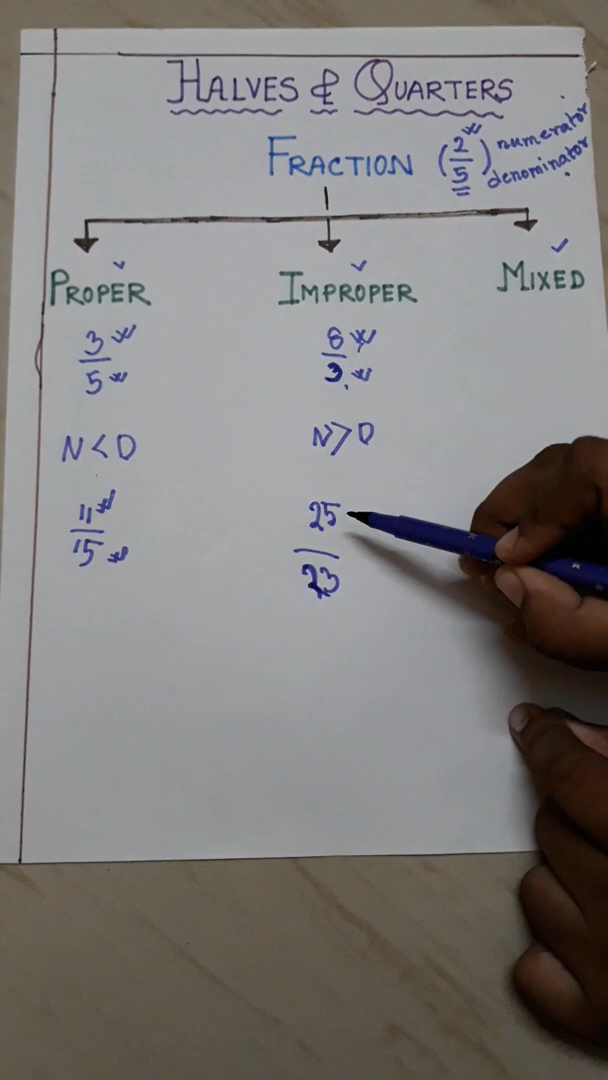 HALVES & QUARTERS
FRACTION (2/5) numerator
denominator
PROPER IMPROPER MIXED
3/5 8/3
N < D N > D
11/15 25/23